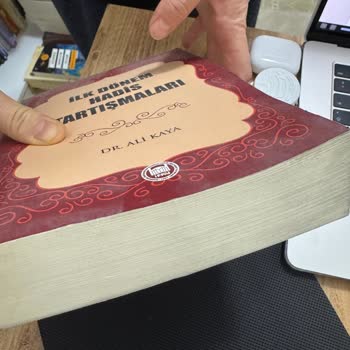 İLK DÖNEM
HADİS
TARTIŞMALARI
DR. ALİ KAYA